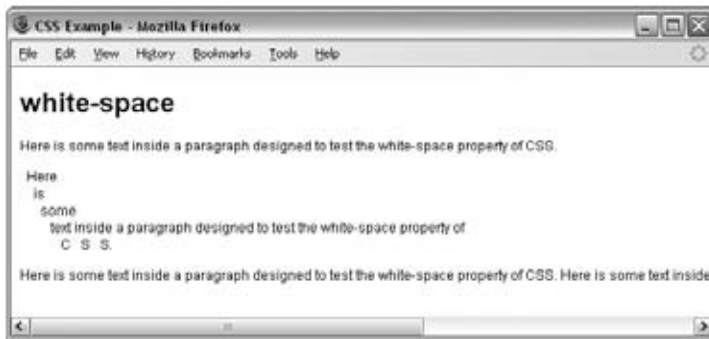 CSS Example - Mozilla Firefox
File Edit View History Bookmarks Tools Help
white-space
Here is some text inside a paragraph designed to test the white-space property of CSS.
Here
is
some
text inside a paragraph designed to test the white-space property of
C S S.
Here is some text inside a paragraph designed to test the white-space property of CSS. Here is some text inside